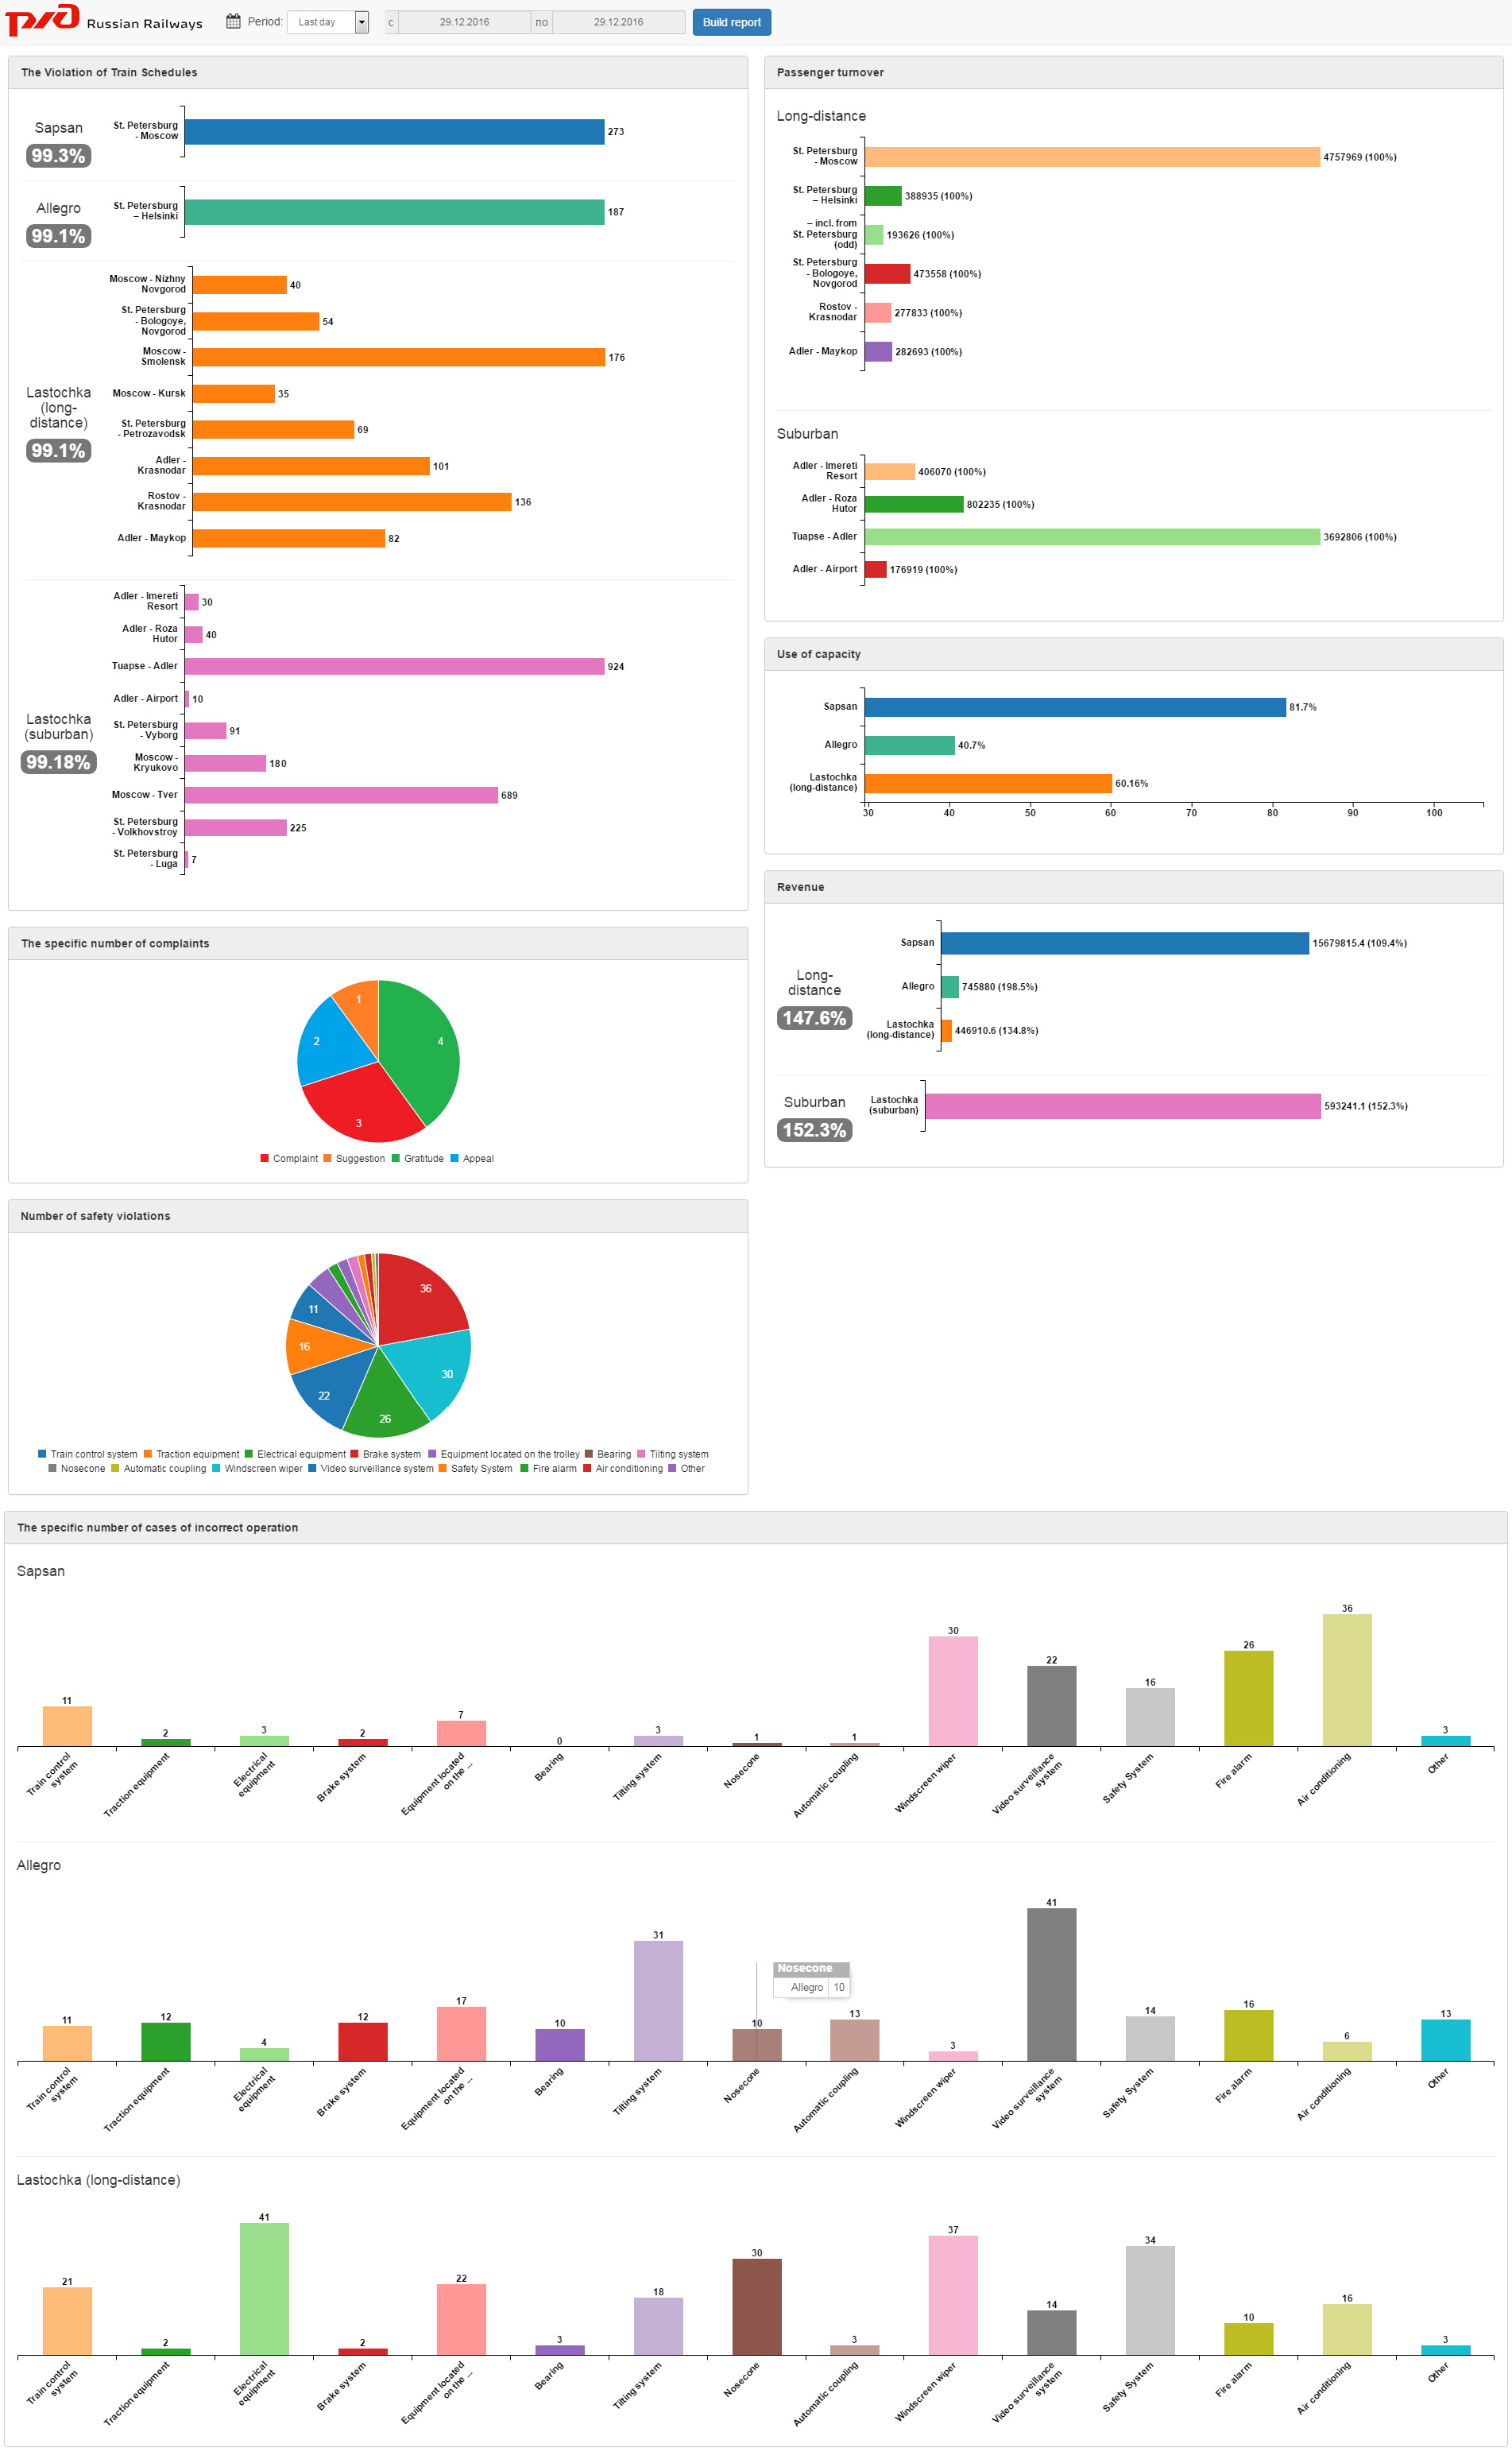 Russian Railways
Period: Last day
с 29.12.2016 по 29.12.2016
Build report
The Violation of Train Schedules
Sapsan
99.3%
St. Petersburg
- Moscow
273
Allegro
99.1%
St. Petersburg
– Helsinki
187
Lastochka
(long-
distance)
99.1%
Moscow - Nizhny
Novgorod
40
St. Petersburg
- Bologoye,
Novgorod
54
Moscow -
Smolensk
176
Moscow - Kursk
35
St. Petersburg
- Petrozavodsk
69
Adler -
Krasnodar
101
Rostov -
Krasnodar
136
Adler - Maykop
82
Lastochka
(suburban)
99.18%
Adler - Imereti
Resort
30
Adler - Roza
Hutor
40
Tuapse - Adler
924
Adler - Airport
10
St. Petersburg
- Vyborg
91
Moscow -
Kryukovo
180
Moscow - Tver
689
St. Petersburg
- Volkhovstroy
225
St. Petersburg
- Luga
7
Passenger turnover
Long-distance
St. Petersburg
- Moscow
4757969 (100%)
St. Petersburg
– Helsinki
388935 (100%)
– incl. from
St. Petersburg
(odd)
193626 (100%)
St. Petersburg
- Bologoye,
Novgorod
473558 (100%)
Rostov -
Krasnodar
277833 (100%)
Adler - Maykop
282693 (100%)
Suburban
Adler - Imereti
Resort
406070 (100%)
Adler - Roza
Hutor
802235 (100%)
Tuapse - Adler
3692806 (100%)
Adler - Airport
176919 (100%)
Use of capacity
Sapsan
81.7%
Allegro
40.7%
Lastochka
(long-distance)
60.16%
30 40 50 60 70 80 90 100
Revenue
Long-
distance
147.6%
Sapsan
15679815.4 (109.4%)
Allegro
745880 (198.5%)
Lastochka
(long-distance)
446910.6 (134.8%)
Suburban
152.3%
Lastochka
(suburban)
593241.1 (152.3%)
The specific number of complaints
1
4
2
3
Complaint Suggestion Gratitude Appeal
Number of safety violations
36
11
16
30
22
26
Train control system Traction equipment Electrical equipment Brake system Equipment located on the trolley Bearing Tilting system
Nosecone Automatic coupling Windscreen wiper Video surveillance system Safety System Fire alarm Air conditioning Other
The specific number of cases of incorrect operation
Sapsan
11 2 3 2 7 0 3 1 1 30 22 16 26 36 3
Train control
system
Traction equipment
Electrical
equipment
Brake system
Equipment located
on the ...
Bearing
Tilting system
Nosecone
Automatic coupling
Windscreen wiper
Video surveillance
system
Safety System
Fire alarm
Air conditioning
Other
Allegro
11 12 4 12 17 10 31 10 13 3 41 14 16 6 13
Nosecone
Allegro 10
Train control
system
Traction equipment
Electrical
equipment
Brake system
Equipment located
on the ...
Bearing
Tilting system
Nosecone
Automatic coupling
Windscreen wiper
Video surveillance
system
Safety System
Fire alarm
Air conditioning
Other
Lastochka (long-distance)
21 2 41 2 22 3 18 30 3 37 14 34 10 16 3
Train control
system
Traction equipment
Electrical
equipment
Brake system
Equipment located
on the ...
Bearing
Tilting system
Nosecone
Automatic coupling
Windscreen wiper
Video surveillance
system
Safety System
Fire alarm
Air conditioning
Other